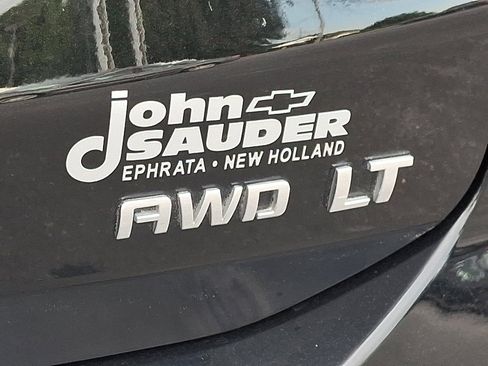 john
SAUDER
EPHRATA • NEW HOLLAND
AWD LT